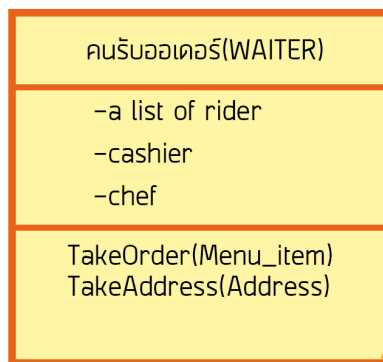 คนรับออเดอร์(WAITER)
-a list of rider
-cashier
-chef
TakeOrder(Menu_item)
TakeAddress(Address)